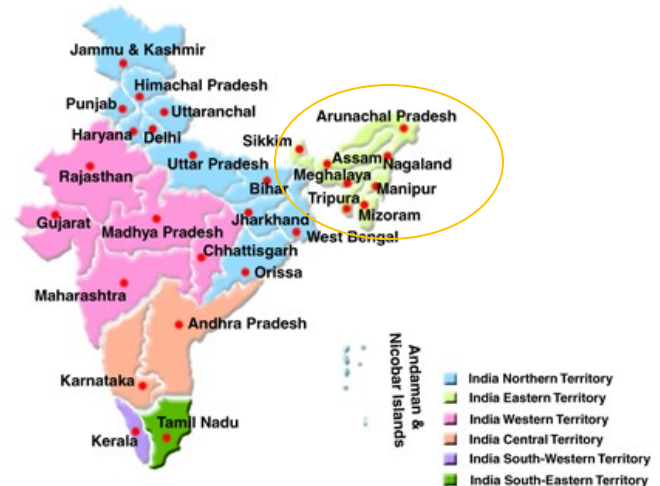 Jammu & Kashmir
Himachal Pradesh
Punjab
Uttaranchal
Arunachal Pradesh
Haryana
Delhi
Sikkim
Assam
Nagaland
Uttar Pradesh
Rajasthan
Meghalaya
Bihar
Manipur
Tripura
Mizoram
Gujarat
Jharkhand
Madhya Pradesh
West Bengal
Chhattisgarh
Orissa
Maharashtra
Andhra Pradesh
Andaman &
Nicobar Islands
Karnataka
Tamil Nadu
Kerala
India Northern Territory
India Eastern Territory
India Western Territory
India Central Territory
India South-Western Territory
India South-Eastern Territory